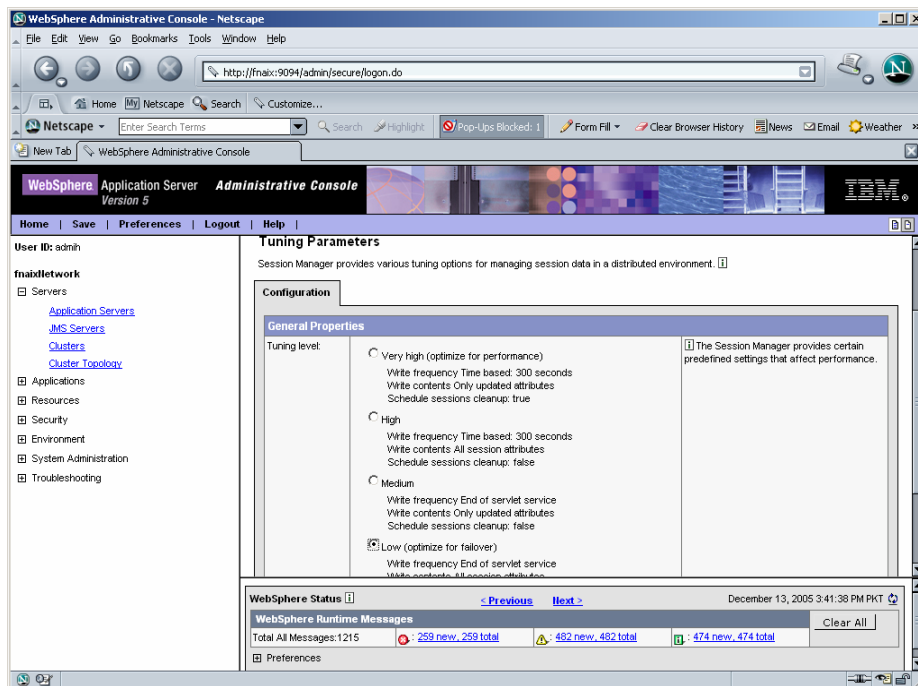 WebSphere Administrative Console - Netscape
File Edit View Go Bookmarks Tools Window Help
http://fnaix:9094/admin/secure/logon.do
Home My Netscape Search Customize...
Netscape Enter Search Terms Search Highlight Pop-Ups Blocked: 1 Form Fill Clear Browser History News Email Weather
New Tab WebSphere Administrative Console
WebSphere Application Server Administrative Console
Version 5
IBM
Home | Save | Preferences | Logout | Help |
User ID: admin
fnaixNetwork
Servers
Application Servers
JMS Servers
Clusters
Cluster Topology
Applications
Resources
Security
Environment
System Administration
Troubleshooting
Tuning Parameters
Session Manager provides various tuning options for managing session data in a distributed environment.
Configuration
General Properties
Tuning level:
Very high (optimize for performance)
Write frequency Time based: 300 seconds
Write contents Only updated attributes
Schedule sessions cleanup: true
High
Write frequency Time based: 300 seconds
Write contents All session attributes
Schedule sessions cleanup: false
Medium
Write frequency End of servlet service
Write contents Only updated attributes
Schedule sessions cleanup: false
Low (optimize for failover)
Write frequency End of servlet service
Write contents All session attributes
The Session Manager provides certain
predefined settings that affect performance.
WebSphere Status < Previous Next > December 13, 2005 3:41:38 PM PKT
WebSphere Runtime Messages
Clear All
Total All Messages:1215 : 259 new, 259 total : 482 new, 482 total : 474 new, 474 total
Preferences